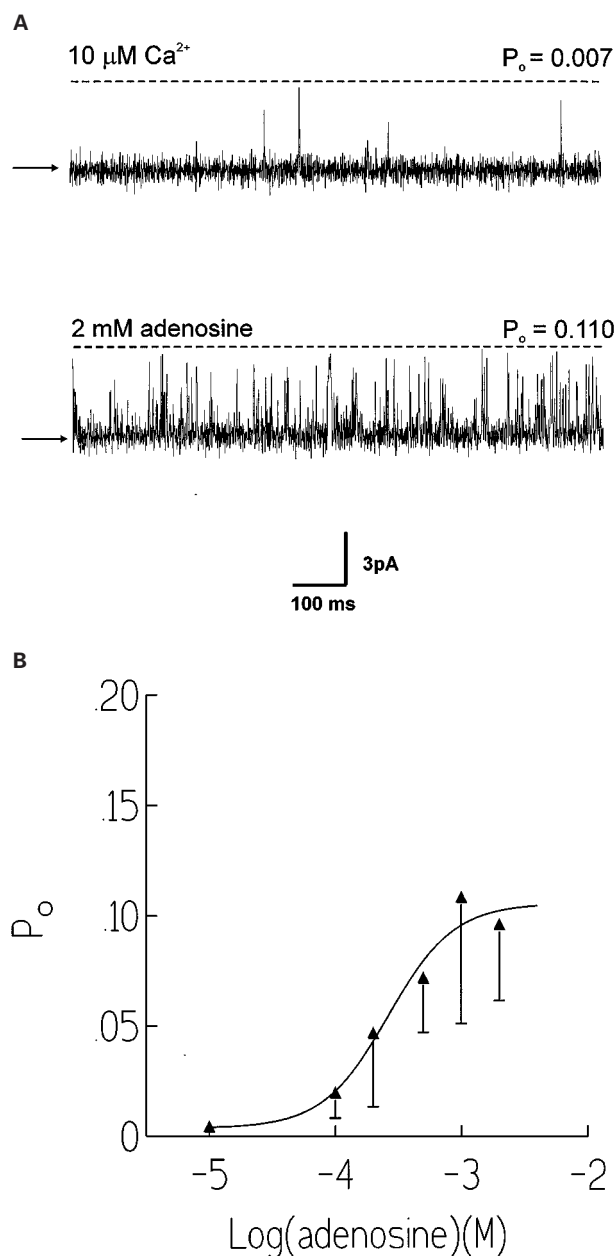 A
10 μM Ca²⁺ Pₒ = 0.007
2 mM adenosine Pₒ = 0.110
3pA
100 ms
B
.20
.15
.10
.05
0
Pₒ
-5 -4 -3 -2
Log(adenosine)(M)